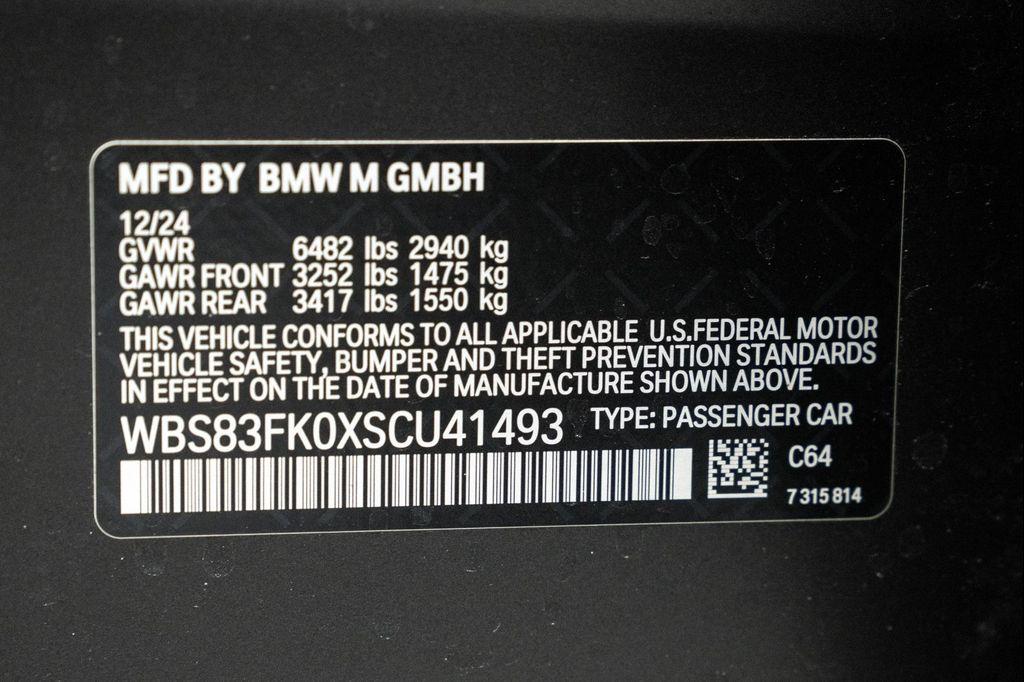 MFD BY BMW M GMBH
12/24
GVWR 6482 lbs 2940 kg
GAWR FRONT 3252 lbs 1475 kg
GAWR REAR 3417 lbs 1550 kg
THIS VEHICLE CONFORMS TO ALL APPLICABLE U.S.FEDERAL MOTOR
VEHICLE SAFETY, BUMPER AND THEFT PREVENTION STANDARDS
IN EFFECT ON THE DATE OF MANUFACTURE SHOWN ABOVE.
WBS83FK0XSCU41493 TYPE: PASSENGER CAR
C64
7 315 814